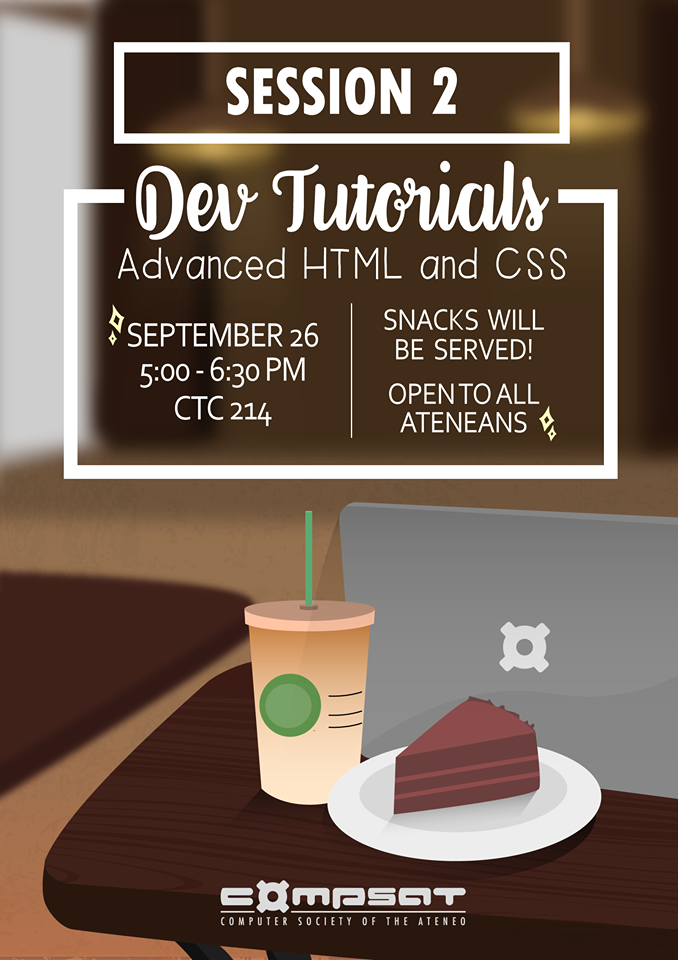 SESSION 2
Dev Tutorials
Advanced HTML and CSS
SEPTEMBER 26
5:00 - 6:30 PM
CTC 214
SNACKS WILL
BE SERVED!
OPEN TO ALL
ATENEANS
compsat
COMPUTER SOCIETY OF THE ATENEO